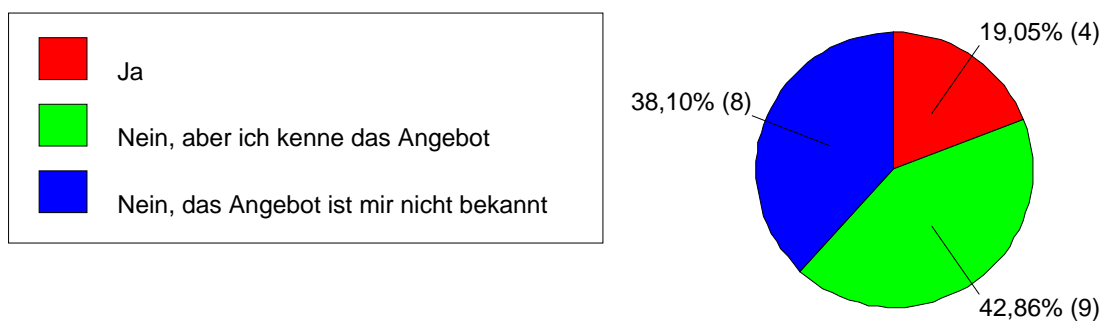 Ja
Nein, aber ich kenne das Angebot
Nein, das Angebot ist mir nicht bekannt
19,05% (4)
38,10% (8)
42,86% (9)